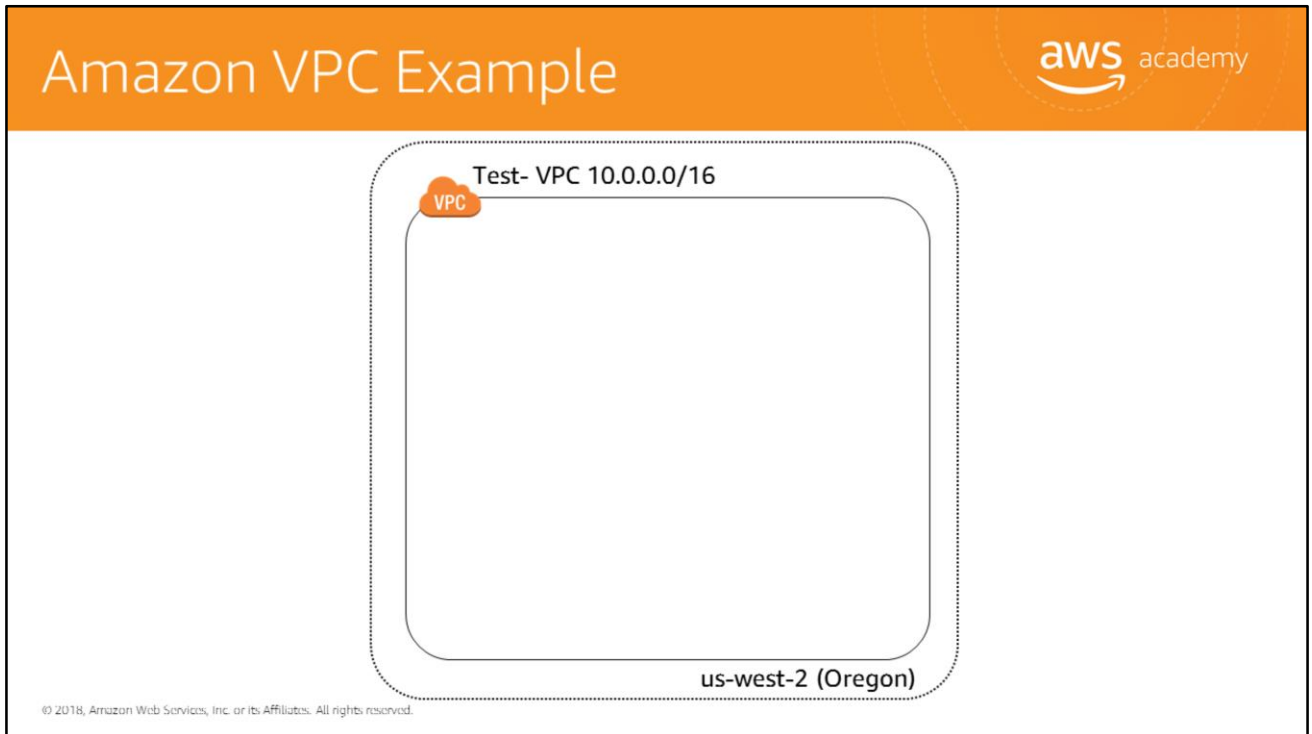 Amazon VPC Example
aws academy
Test- VPC 10.0.0.0/16
VPC
us-west-2 (Oregon)
© 2018, Amazon Web Services, Inc. or its Affiliates. All rights reserved.